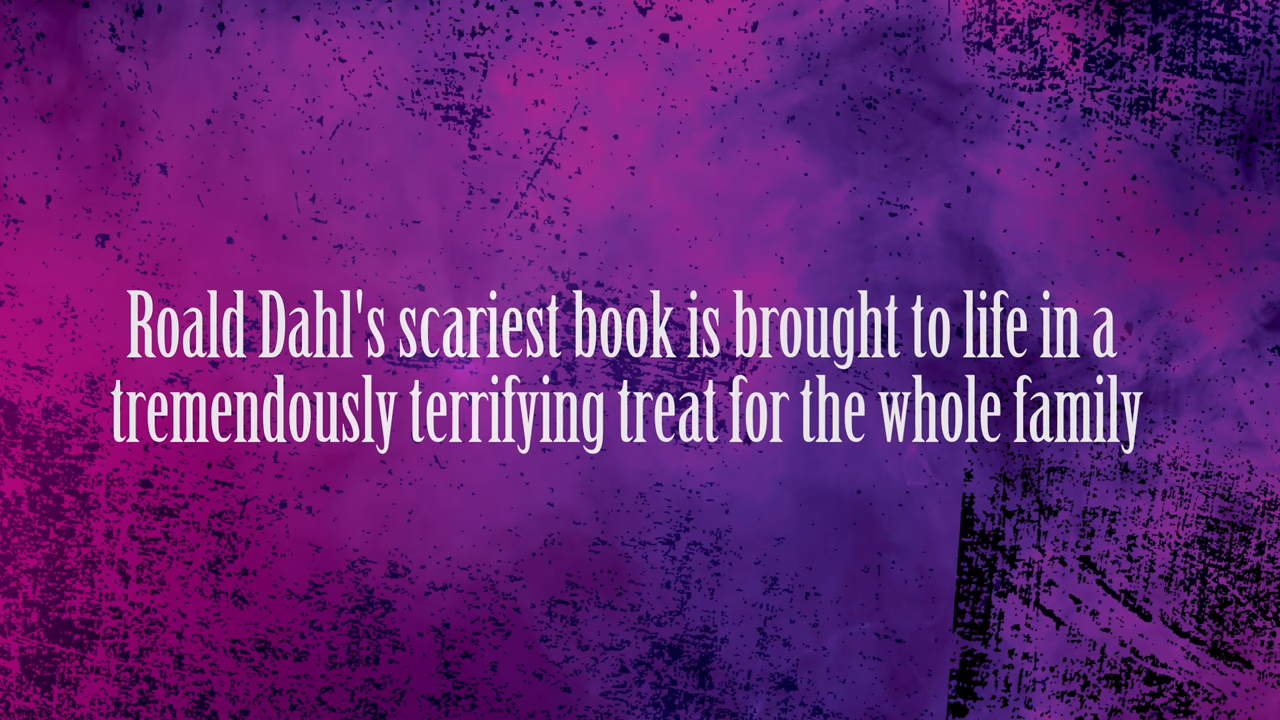 Roald Dahl's scariest book is brought to life in a
tremendously terrifying treat for the whole family